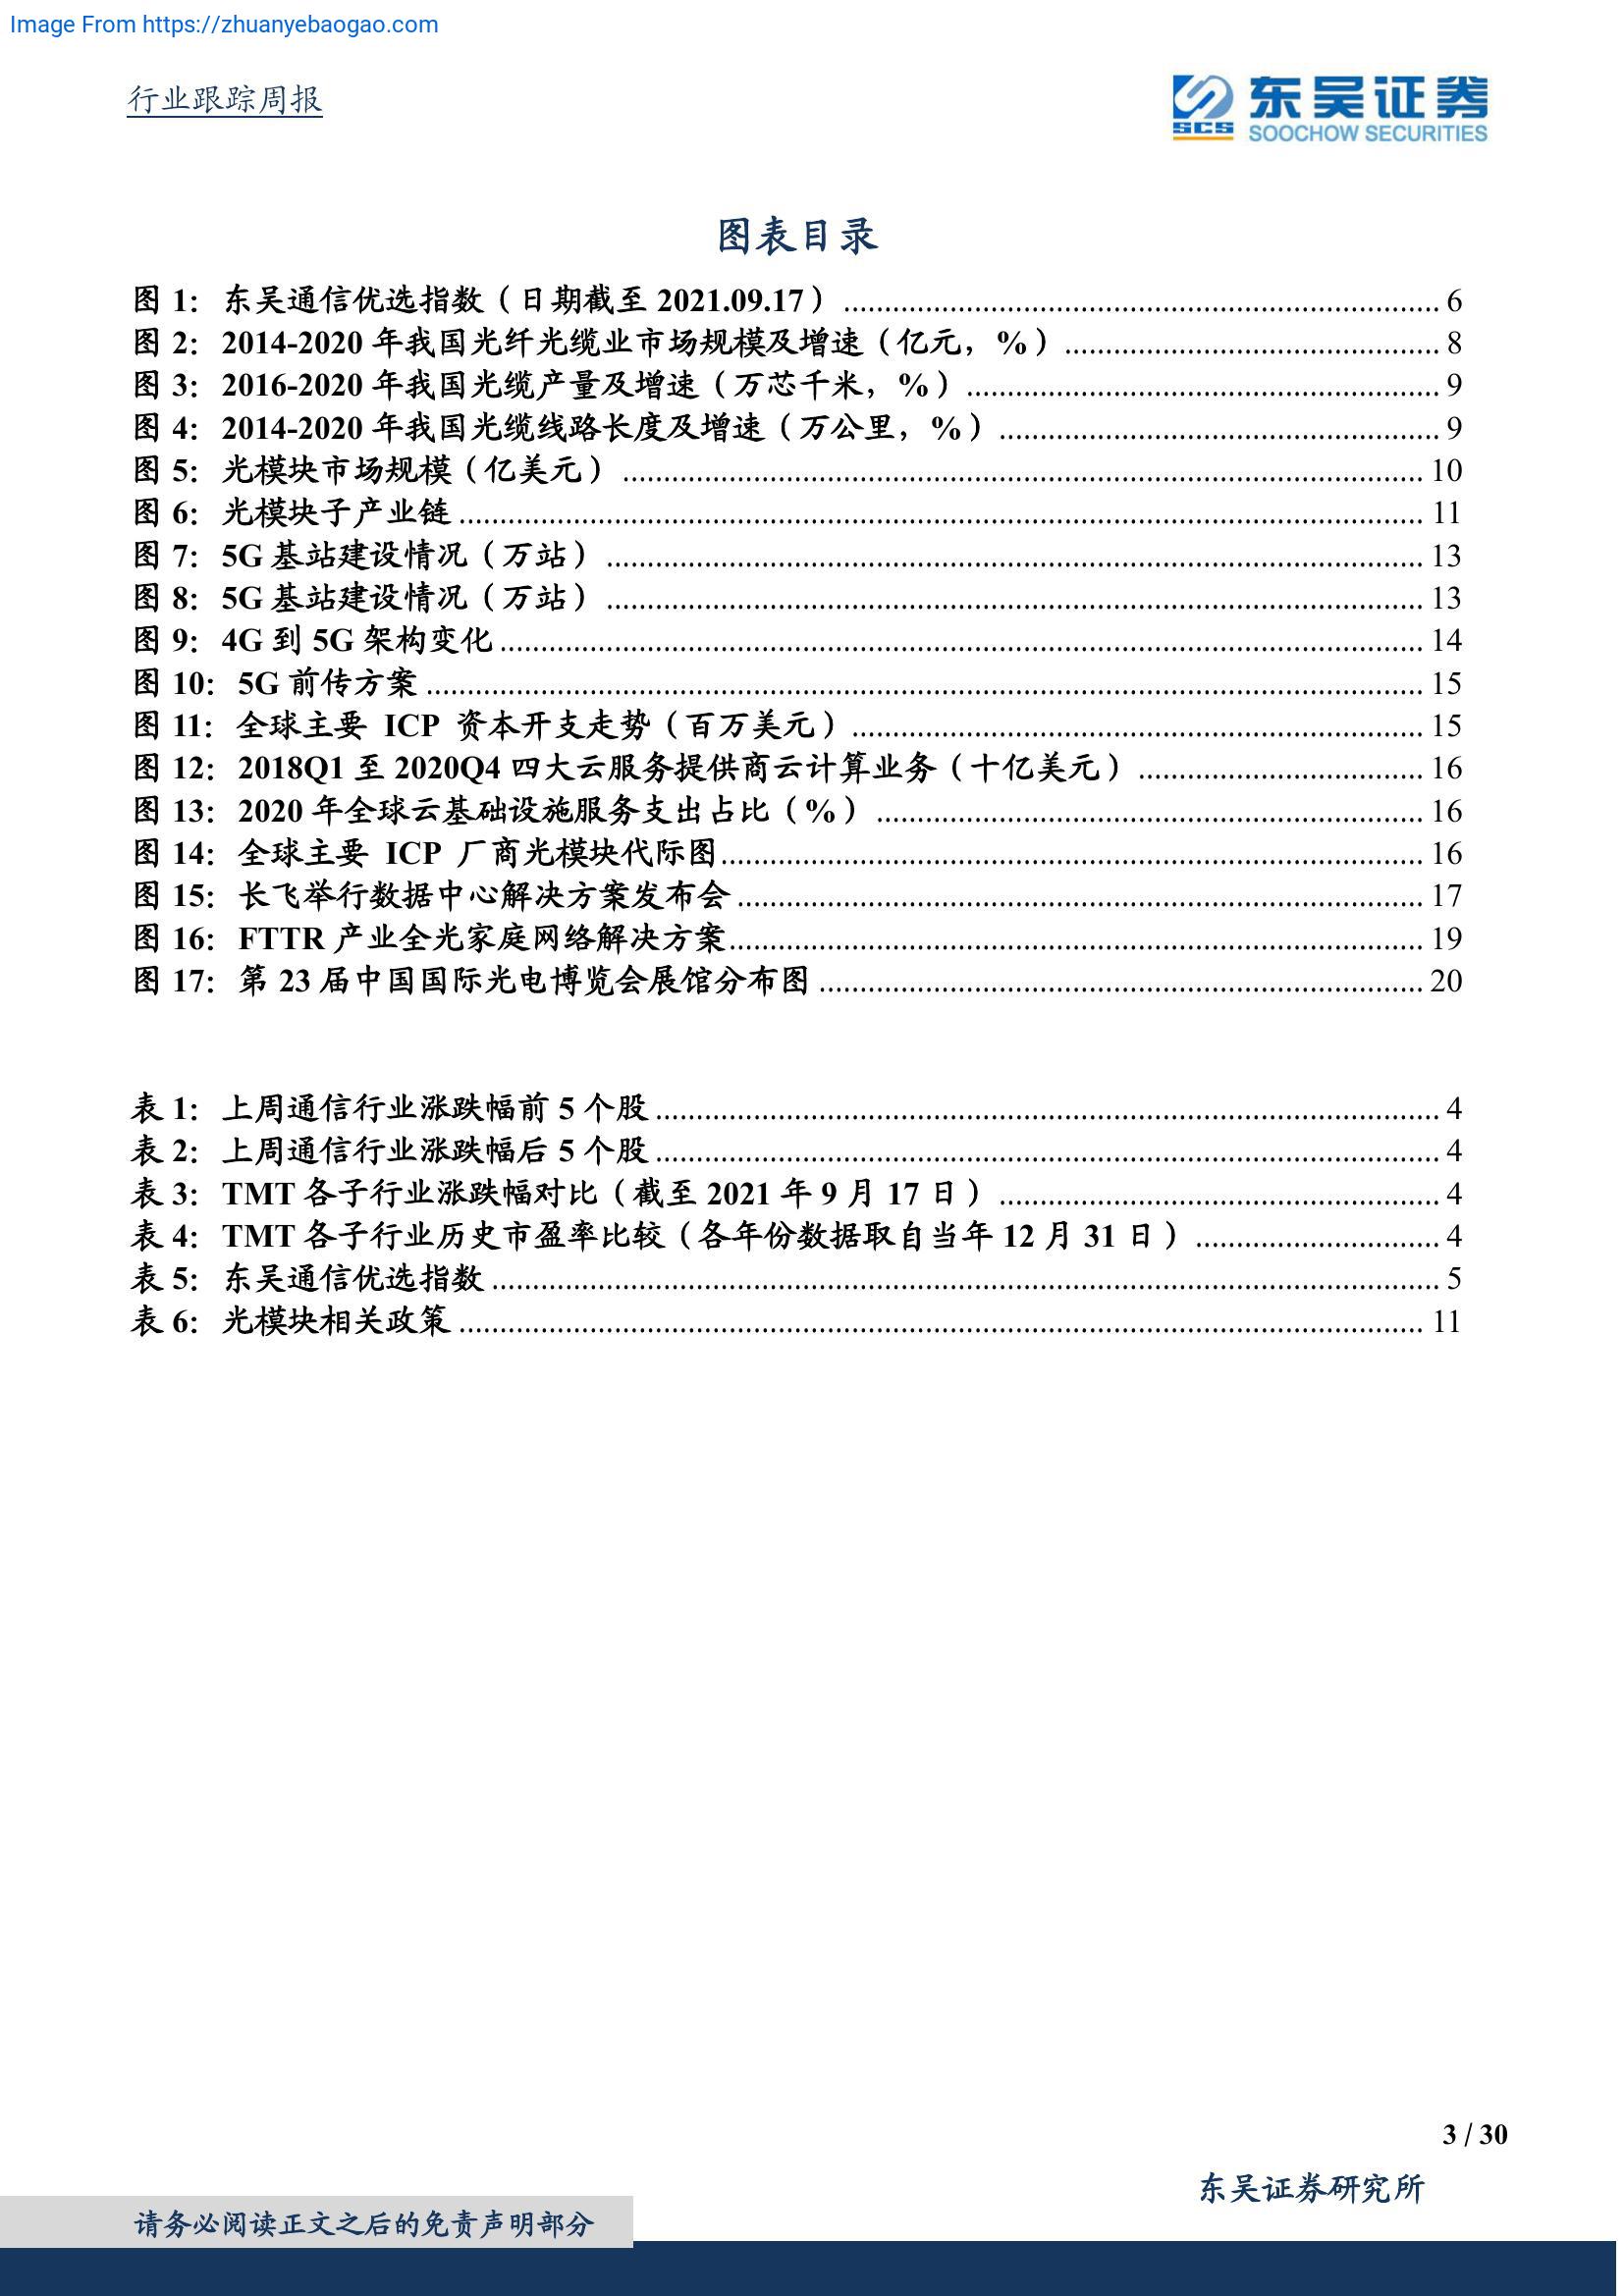 Image From https://zhuanyebaogao.com
行业跟踪周报
SCS 东吴证券
SOOCHOW SECURITIES
图表目录
图 1: 东吴通信优选指数（日期截至 2021.09.17） 6
图 2: 2014-2020 年我国光纤光缆业市场规模及增速（亿元，%） 8
图 3: 2016-2020 年我国光缆产量及增速（万芯千米，%） 9
图 4: 2014-2020 年我国光缆线路长度及增速（万公里，%） 9
图 5: 光模块市场规模（亿美元） 10
图 6: 光模块子产业链 11
图 7: 5G 基站建设情况（万站） 13
图 8: 5G 基站建设情况（万站） 13
图 9: 4G 到 5G 架构变化 14
图 10: 5G 前传方案 15
图 11: 全球主要 ICP 资本开支走势（百万美元） 15
图 12: 2018Q1 至 2020Q4 四大云服务提供商云计算业务（十亿美元） 16
图 13: 2020 年全球云基础设施服务支出占比（%） 16
图 14: 全球主要 ICP 厂商光模块代际图 16
图 15: 长飞举行数据中心解决方案发布会 17
图 16: FTTR 产业全光家庭网络解决方案 19
图 17: 第 23 届中国国际光电博览会展馆分布图 20
表 1: 上周通信行业涨跌幅前 5 个股 4
表 2: 上周通信行业涨跌幅后 5 个股 4
表 3: TMT 各子行业涨跌幅对比（截至 2021 年 9 月 17 日） 4
表 4: TMT 各子行业历史市盈率比较（各年份数据取自当年 12 月 31 日） 4
表 5: 东吴通信优选指数 5
表 6: 光模块相关政策 11
3 / 30
东吴证券研究所
请务必阅读正文之后的免责声明部分